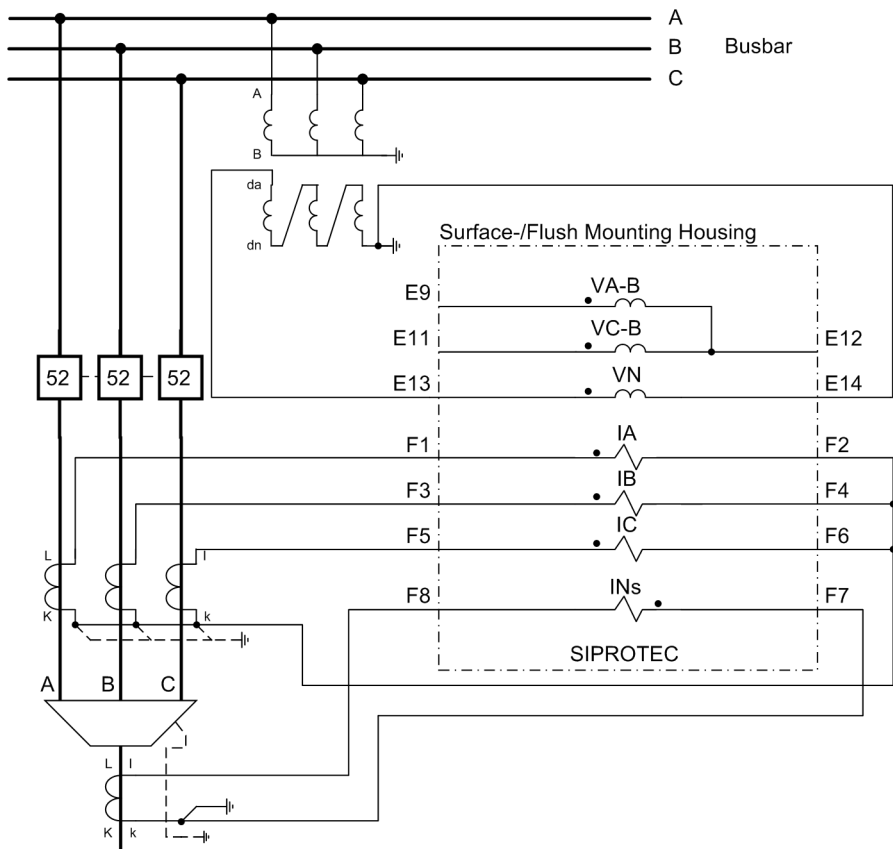 A
B Busbar
C
A
B
da
dn
Surface-/Flush Mounting Housing
E9 VA-B
E11 VC-B E12
52 52 52
E13 VN E14
F1 IA F2
F3 IB F4
F5 IC F6
L l
K k
F8 INs F7
SIPROTEC
A B C
L l
K k